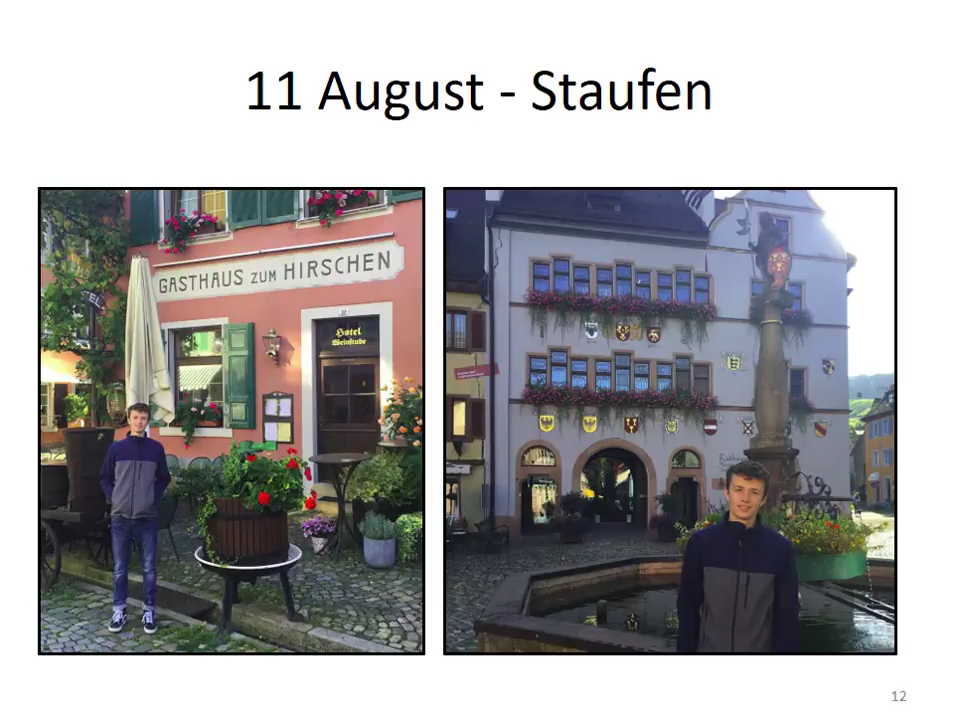 11 August - Staufen
GASTHAUS ZUM HIRSCHEN
Hotel
Weinstube
12